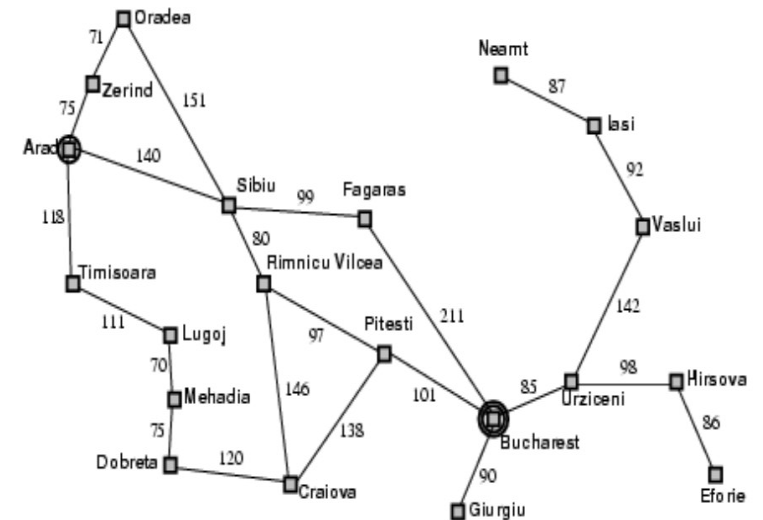 Oradea
71
Neamt
Zerind
87
75
151
Iasi
Arad
140
92
Sibiu
99
Fagaras
118
Vaslui
80
Timisoara
Rimnicu Vilcea
142
111
211
Lugoj
97
Pitesti
70
98
Hirsova
146
101
85
Mehadia
Urziceni
86
75
138
Bucharest
120
Dobreta
90
Craiova
Eforie
Giurgiu